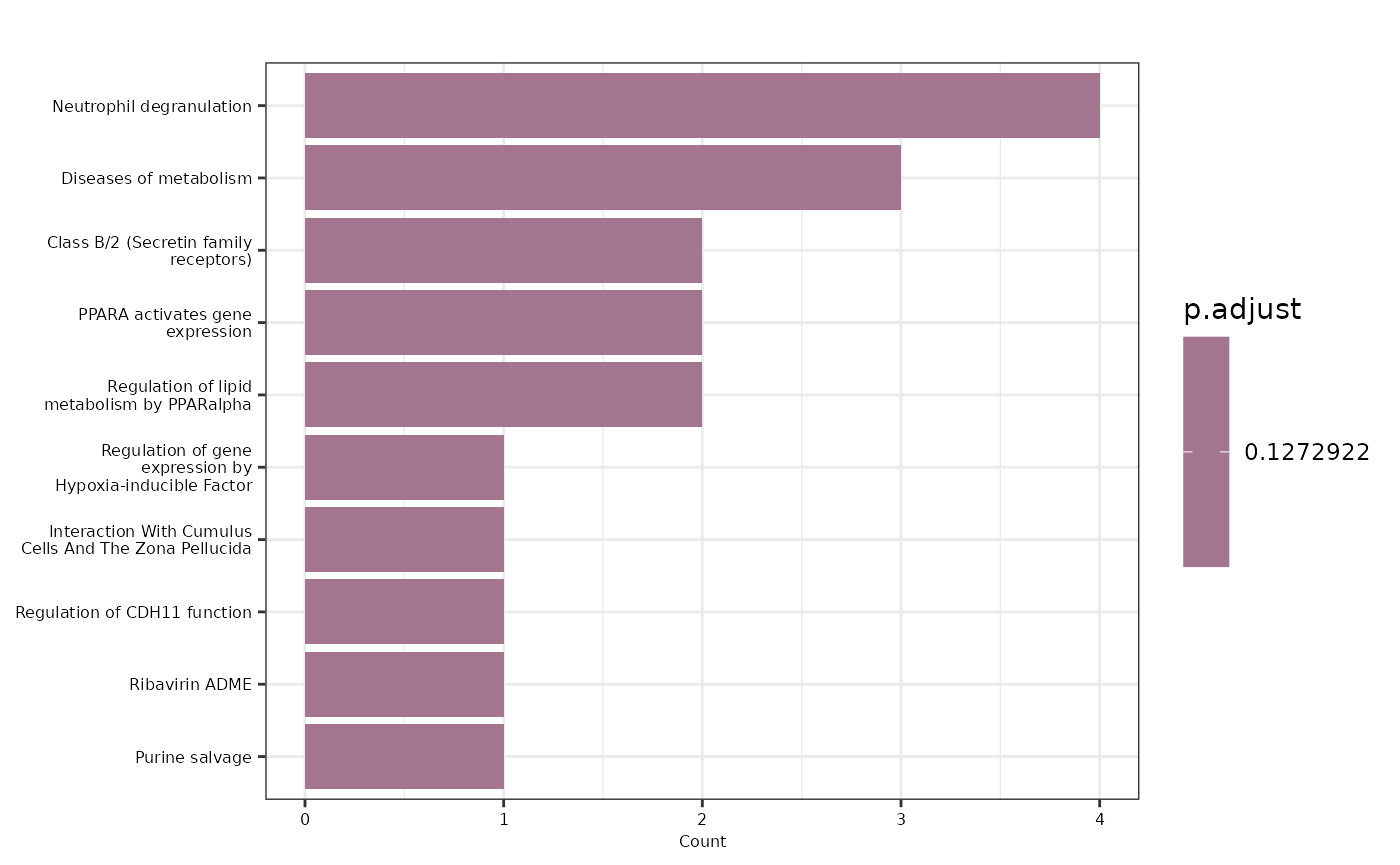 Neutrophil degranulation
Diseases of metabolism
Class B/2 (Secretin family
receptors)
PPARA activates gene
expression
Regulation of lipid
metabolism by PPARalpha
Regulation of gene
expression by
Hypoxia-inducible Factor
Interaction With Cumulus
Cells And The Zona Pellucida
Regulation of CDH11 function
Ribavirin ADME
Purine salvage
0 1 2 3 4
Count
p.adjust
0.1272922